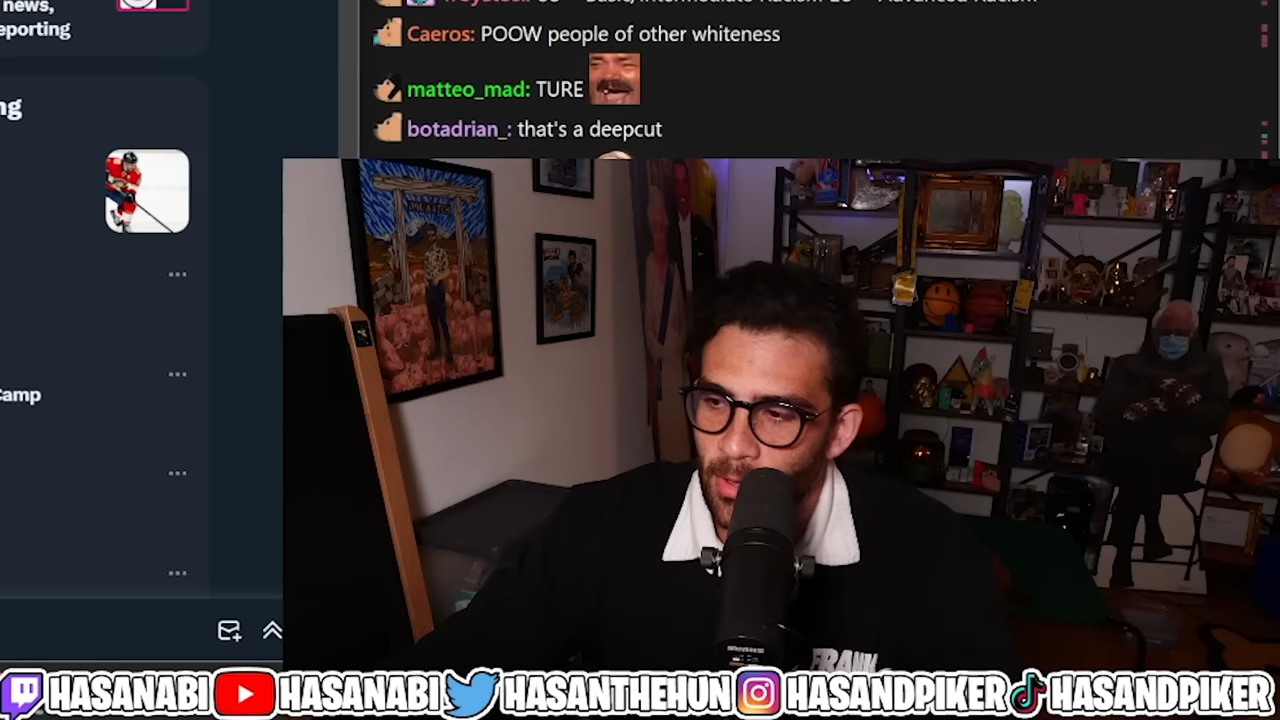 news,
eporting
Caeros: POOW people of other whiteness
matteo_mad: TURE
botadrian_: that's a deepcut
ng
Camp
HASANABI HASANABI HASANTHEHUN HASANDPIKER HASANDPIKER